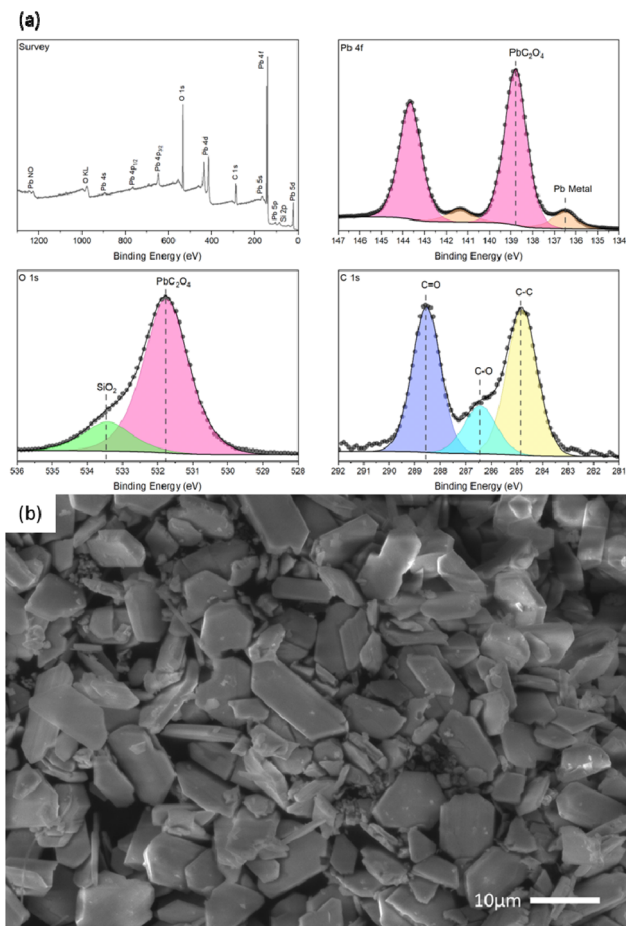 (a)
Survey
Pb NO
O KL
Pb 4s
Pb 4p1/2
Pb 4p3/2
O 1s
Pb 4d
C 1s
Pb 5s
Pb 4f
Pb 5p
Si 2p
Pb 5d
1200 1000 800 600 400 200 0
Binding Energy (eV)
Pb 4f
PbC₂O₄
Pb Metal
147 146 145 144 143 142 141 140 139 138 137 136 135 134
Binding Energy (eV)
O 1s
PbC₂O₄
SiO₂
536 535 534 533 532 531 530 529 528
Binding Energy (eV)
C 1s
C=O
C-O
C-C
292 291 290 289 288 287 286 285 284 283 282 281
Binding Energy (eV)
(b)
10μm